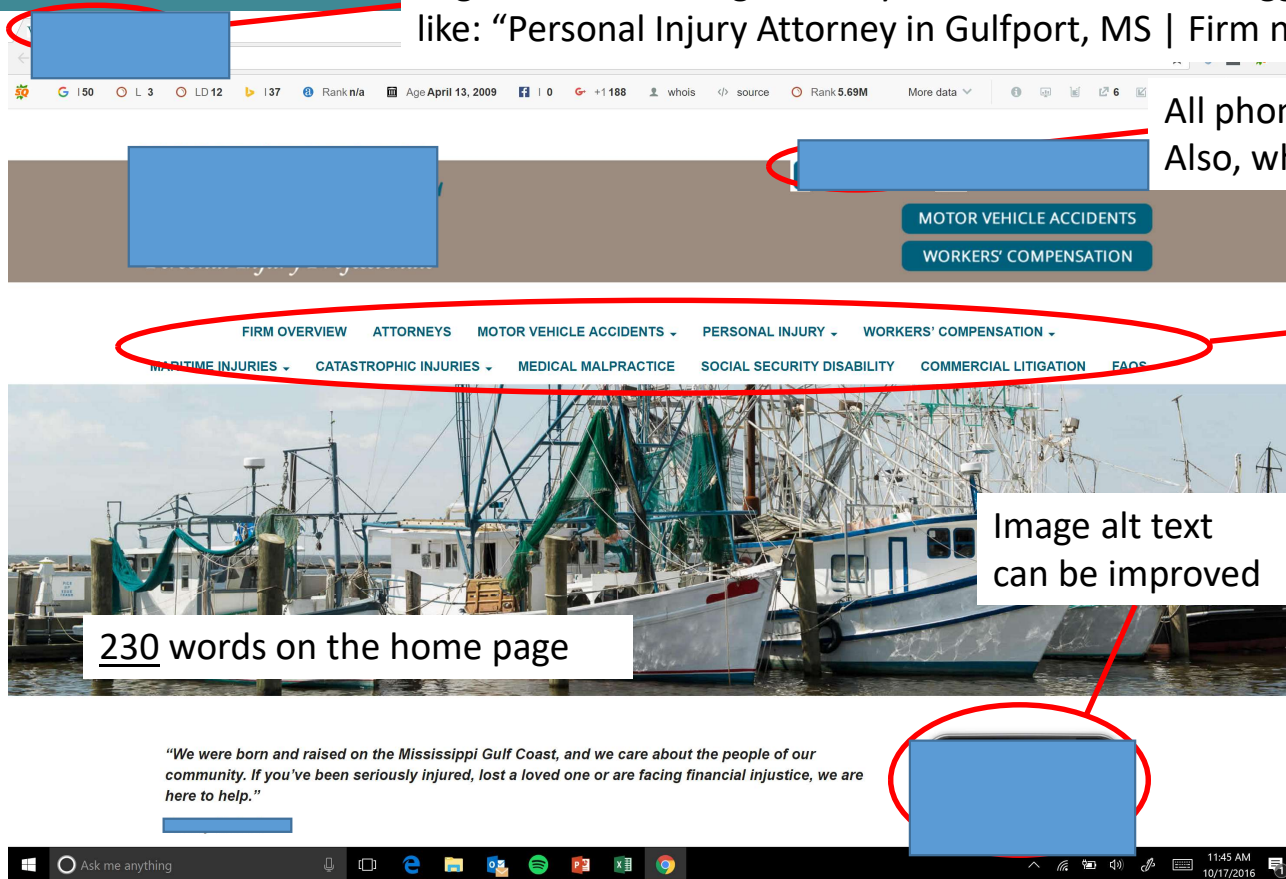 like: “Personal Injury Attorney in Gulfport, MS | Firm
I50 L 3 LD 12 I37 Rank n/a Age April 13, 2009 I 0 +1 188 whois </> source Rank 5.69M More data 6
All
Also,
MOTOR VEHICLE ACCIDENTS
WORKERS’ COMPENSATION
FIRM OVERVIEW ATTORNEYS MOTOR VEHICLE ACCIDENTS PERSONAL INJURY WORKERS’ COMPENSATION
MARITIME INJURIES CATASTROPHIC INJURIES MEDICAL MALPRACTICE SOCIAL SECURITY DISABILITY COMMERCIAL LITIGATION FAQS
Image alt text
can be improved
230 words on the home page
“We were born and raised on the Mississippi Gulf Coast, and we care about the people of our
community. If you’ve been seriously injured, lost a loved one or are facing financial injustice, we are
here to help.”
Ask me anything
11:45 AM
10/17/2016